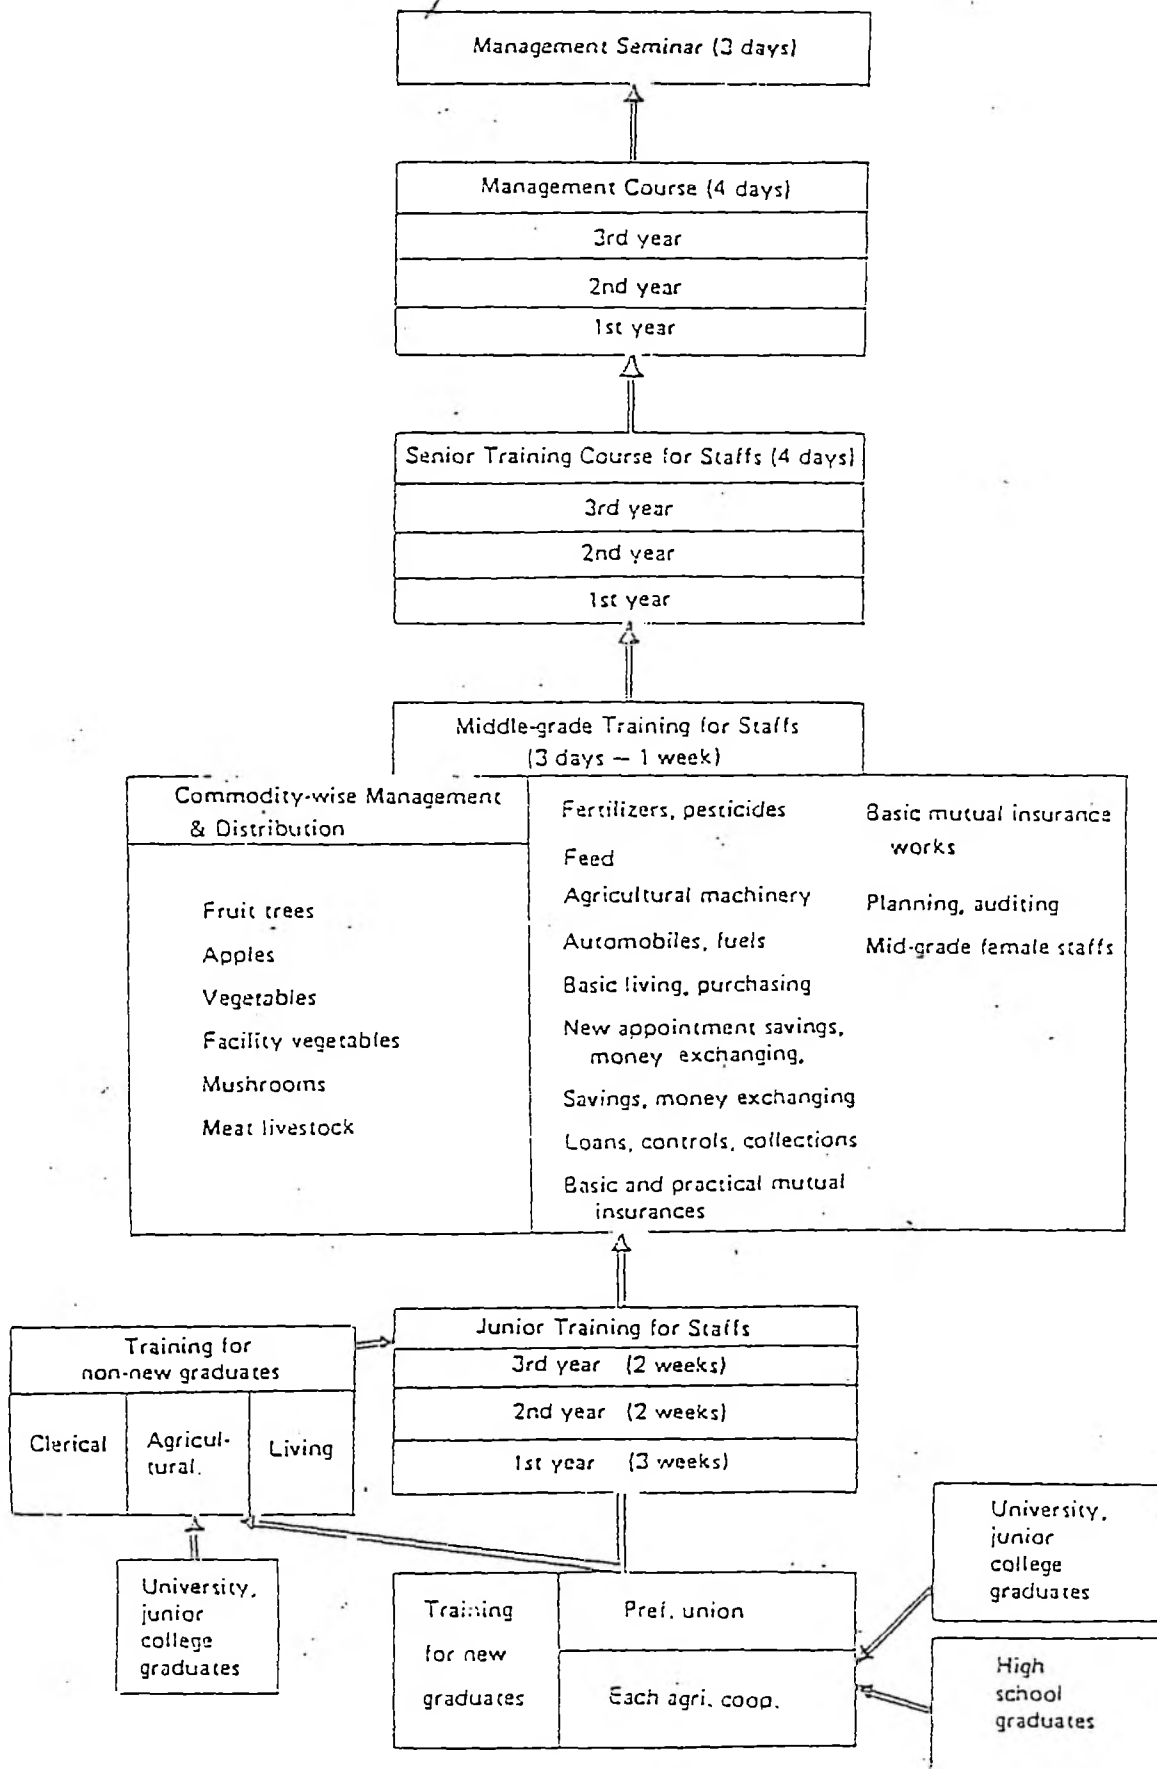 Management Seminar (3 days)
Management Course (4 days)
3rd year
2nd year
1st year
Senior Training Course for Staffs (4 days)
3rd year
2nd year
1st year
Middle-grade Training for Staffs
(3 days — 1 week)
Commodity-wise Management
& Distribution
Fruit trees
Apples
Vegetables
Facility vegetables
Mushrooms
Meat livestock
Fertilizers, pesticides
Feed
Agricultural machinery
Automobiles, fuels
Basic living, purchasing
New appointment savings,
money exchanging,
Savings, money exchanging
Loans, controls, collections
Basic and practical mutual
insurances
Basic mutual insurance
works
Planning, auditing
Mid-grade female staffs
Training for
non-new graduates
Clerical
Agricul-
tural.
Living
Junior Training for Staffs
3rd year (2 weeks)
2nd year (2 weeks)
1st year (3 weeks)
University,
junior
college
graduates
Training
for new
graduates
Pref. union
Each agri. coop.
University,
junior
college
graduates
High
school
graduates